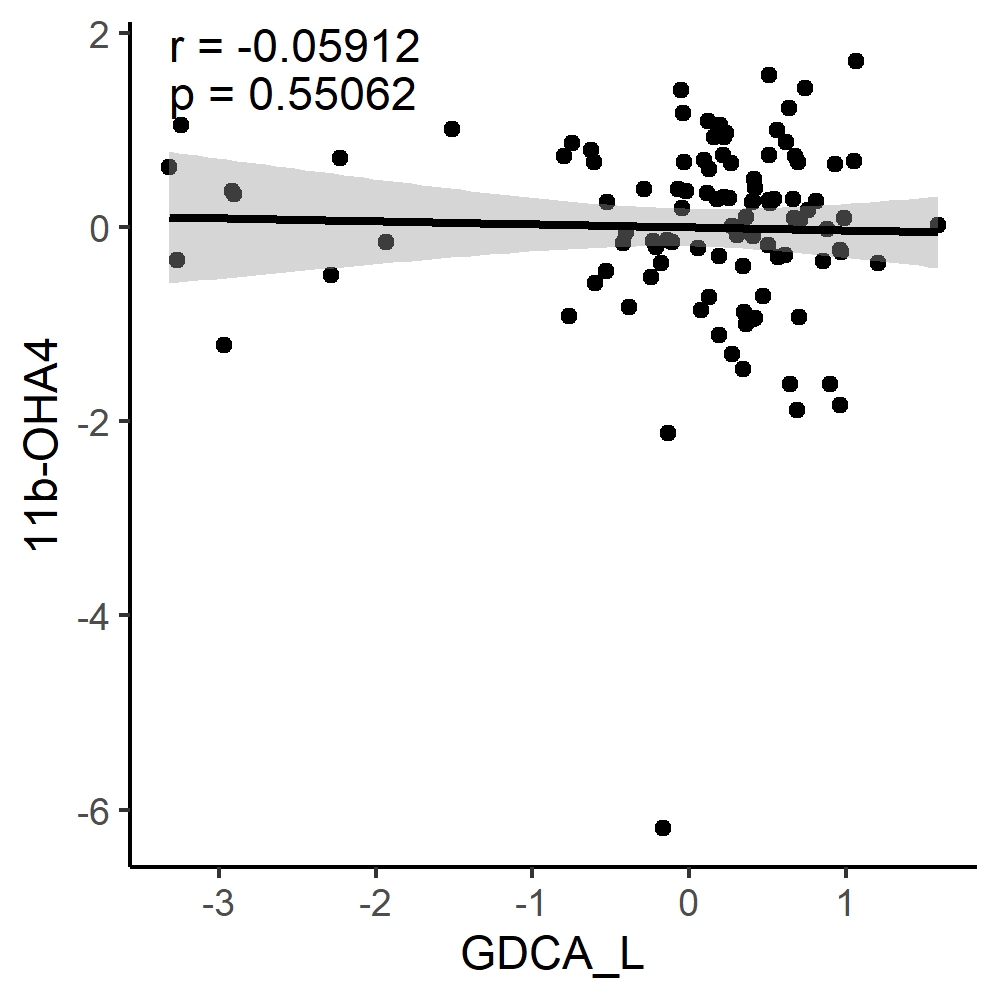 r = -0.05912
p = 0.55062
2
0
-2
-4
-6
11b-OHA4
-3
-2
-1
0
1
GDCA_L